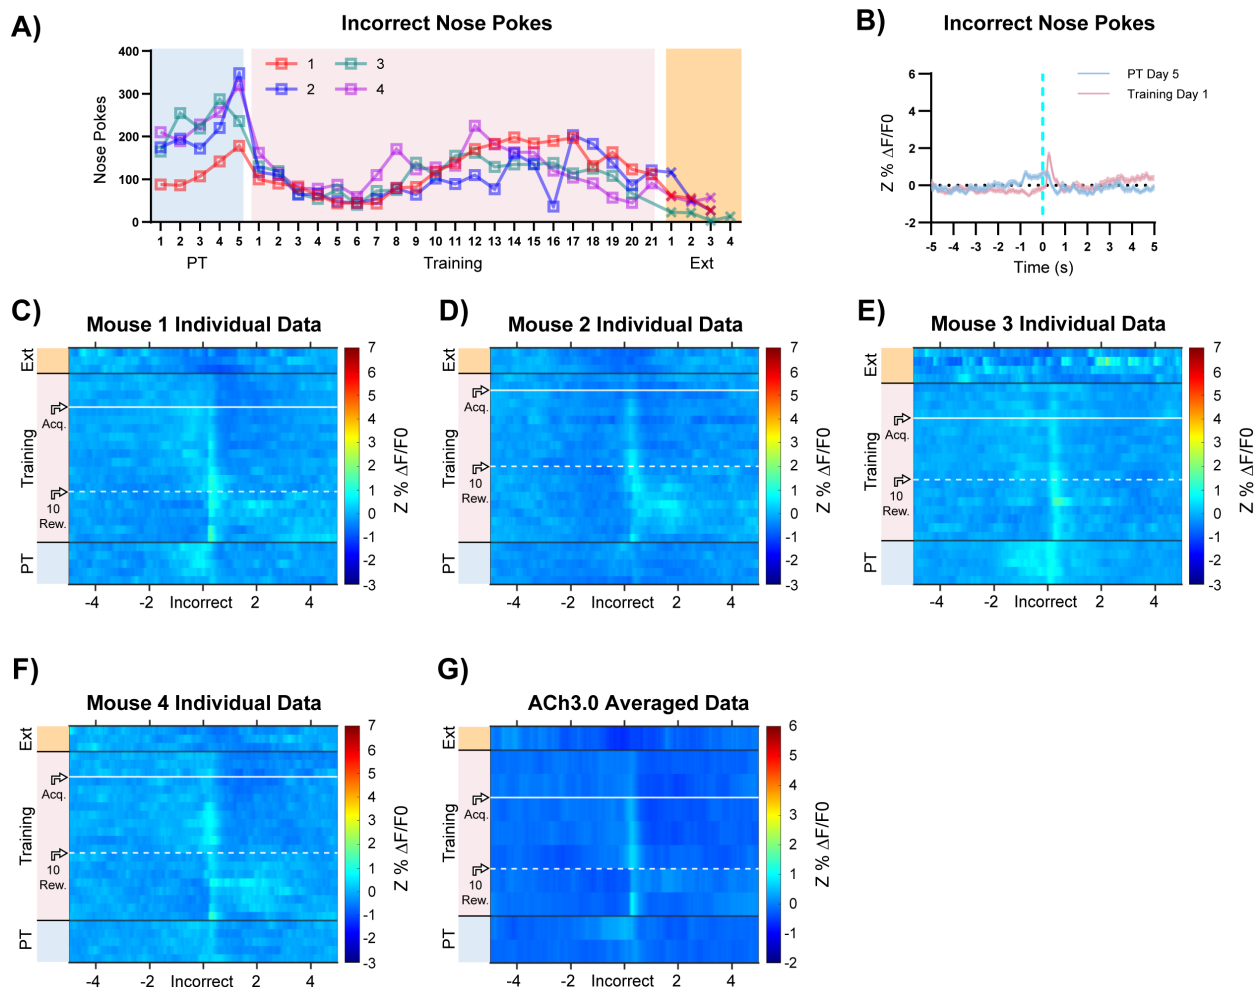 A)
Incorrect Nose Pokes
Nose Pokes
400
300
200
100
0
1
2
3
4
1 2 3 4 5 1 2 3 4 5 6 7 8 9 10 11 12 13 14 15 16 17 18 19 20 21 1 2 3 4
PT Training Ext
B)
Incorrect Nose Pokes
Z % ΔF/F0
6
4
2
0
-2
PT Day 5
Training Day 1
-5 -4 -3 -2 -1 0 1 2 3 4 5
Time (s)
C)
Mouse 1 Individual Data
Ext
Training
PT
Acq.
10
Rew.
-4 -2 Incorrect 2 4
7
6
5
4
3
2
1
0
-1
-2
-3
Z % ΔF/F0
D)
Mouse 2 Individual Data
Ext
Training
PT
Acq.
10
Rew.
-4 -2 Incorrect 2 4
7
6
5
4
3
2
1
0
-1
-2
-3
Z % ΔF/F0
E)
Mouse 3 Individual Data
Ext
Training
PT
Acq.
10
Rew.
-4 -2 Incorrect 2 4
7
6
5
4
3
2
1
0
-1
-2
-3
Z % ΔF/F0
F)
Mouse 4 Individual Data
Ext
Training
PT
Acq.
10
Rew.
-4 -2 Incorrect 2 4
7
6
5
4
3
2
1
0
-1
-2
-3
Z % ΔF/F0
G)
ACh3.0 Averaged Data
Ext
Training
PT
Acq.
10
Rew.
-4 -2 Incorrect 2 4
6
5
4
3
2
1
0
-1
-2
Z % ΔF/F0